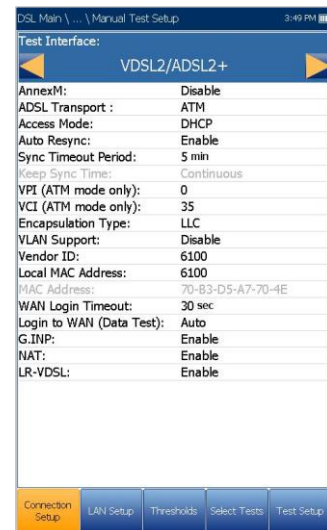 DSL Main \ ... \ Manual Test Setup 3:49 PM
Test Interface:
VDSL2/ADSL2+
AnnexM: Disable
ADSL Transport : ATM
Access Mode: DHCP
Auto Resync: Enable
Sync Timeout Period: 5 min
Keep Sync Time: Continuous
VPI (ATM mode only): 0
VCI (ATM mode only): 35
Encapsulation Type: LLC
VLAN Support: Disable
Vendor ID: 6100
Local MAC Address: 6100
MAC Address: 70-B3-D5-A7-70-4E
WAN Login Timeout: 30 sec
Login to WAN (Data Test): Auto
G.INP: Enable
NAT: Enable
LR-VDSL: Enable
Connection Setup LAN Setup Thresholds Select Tests Test Setup